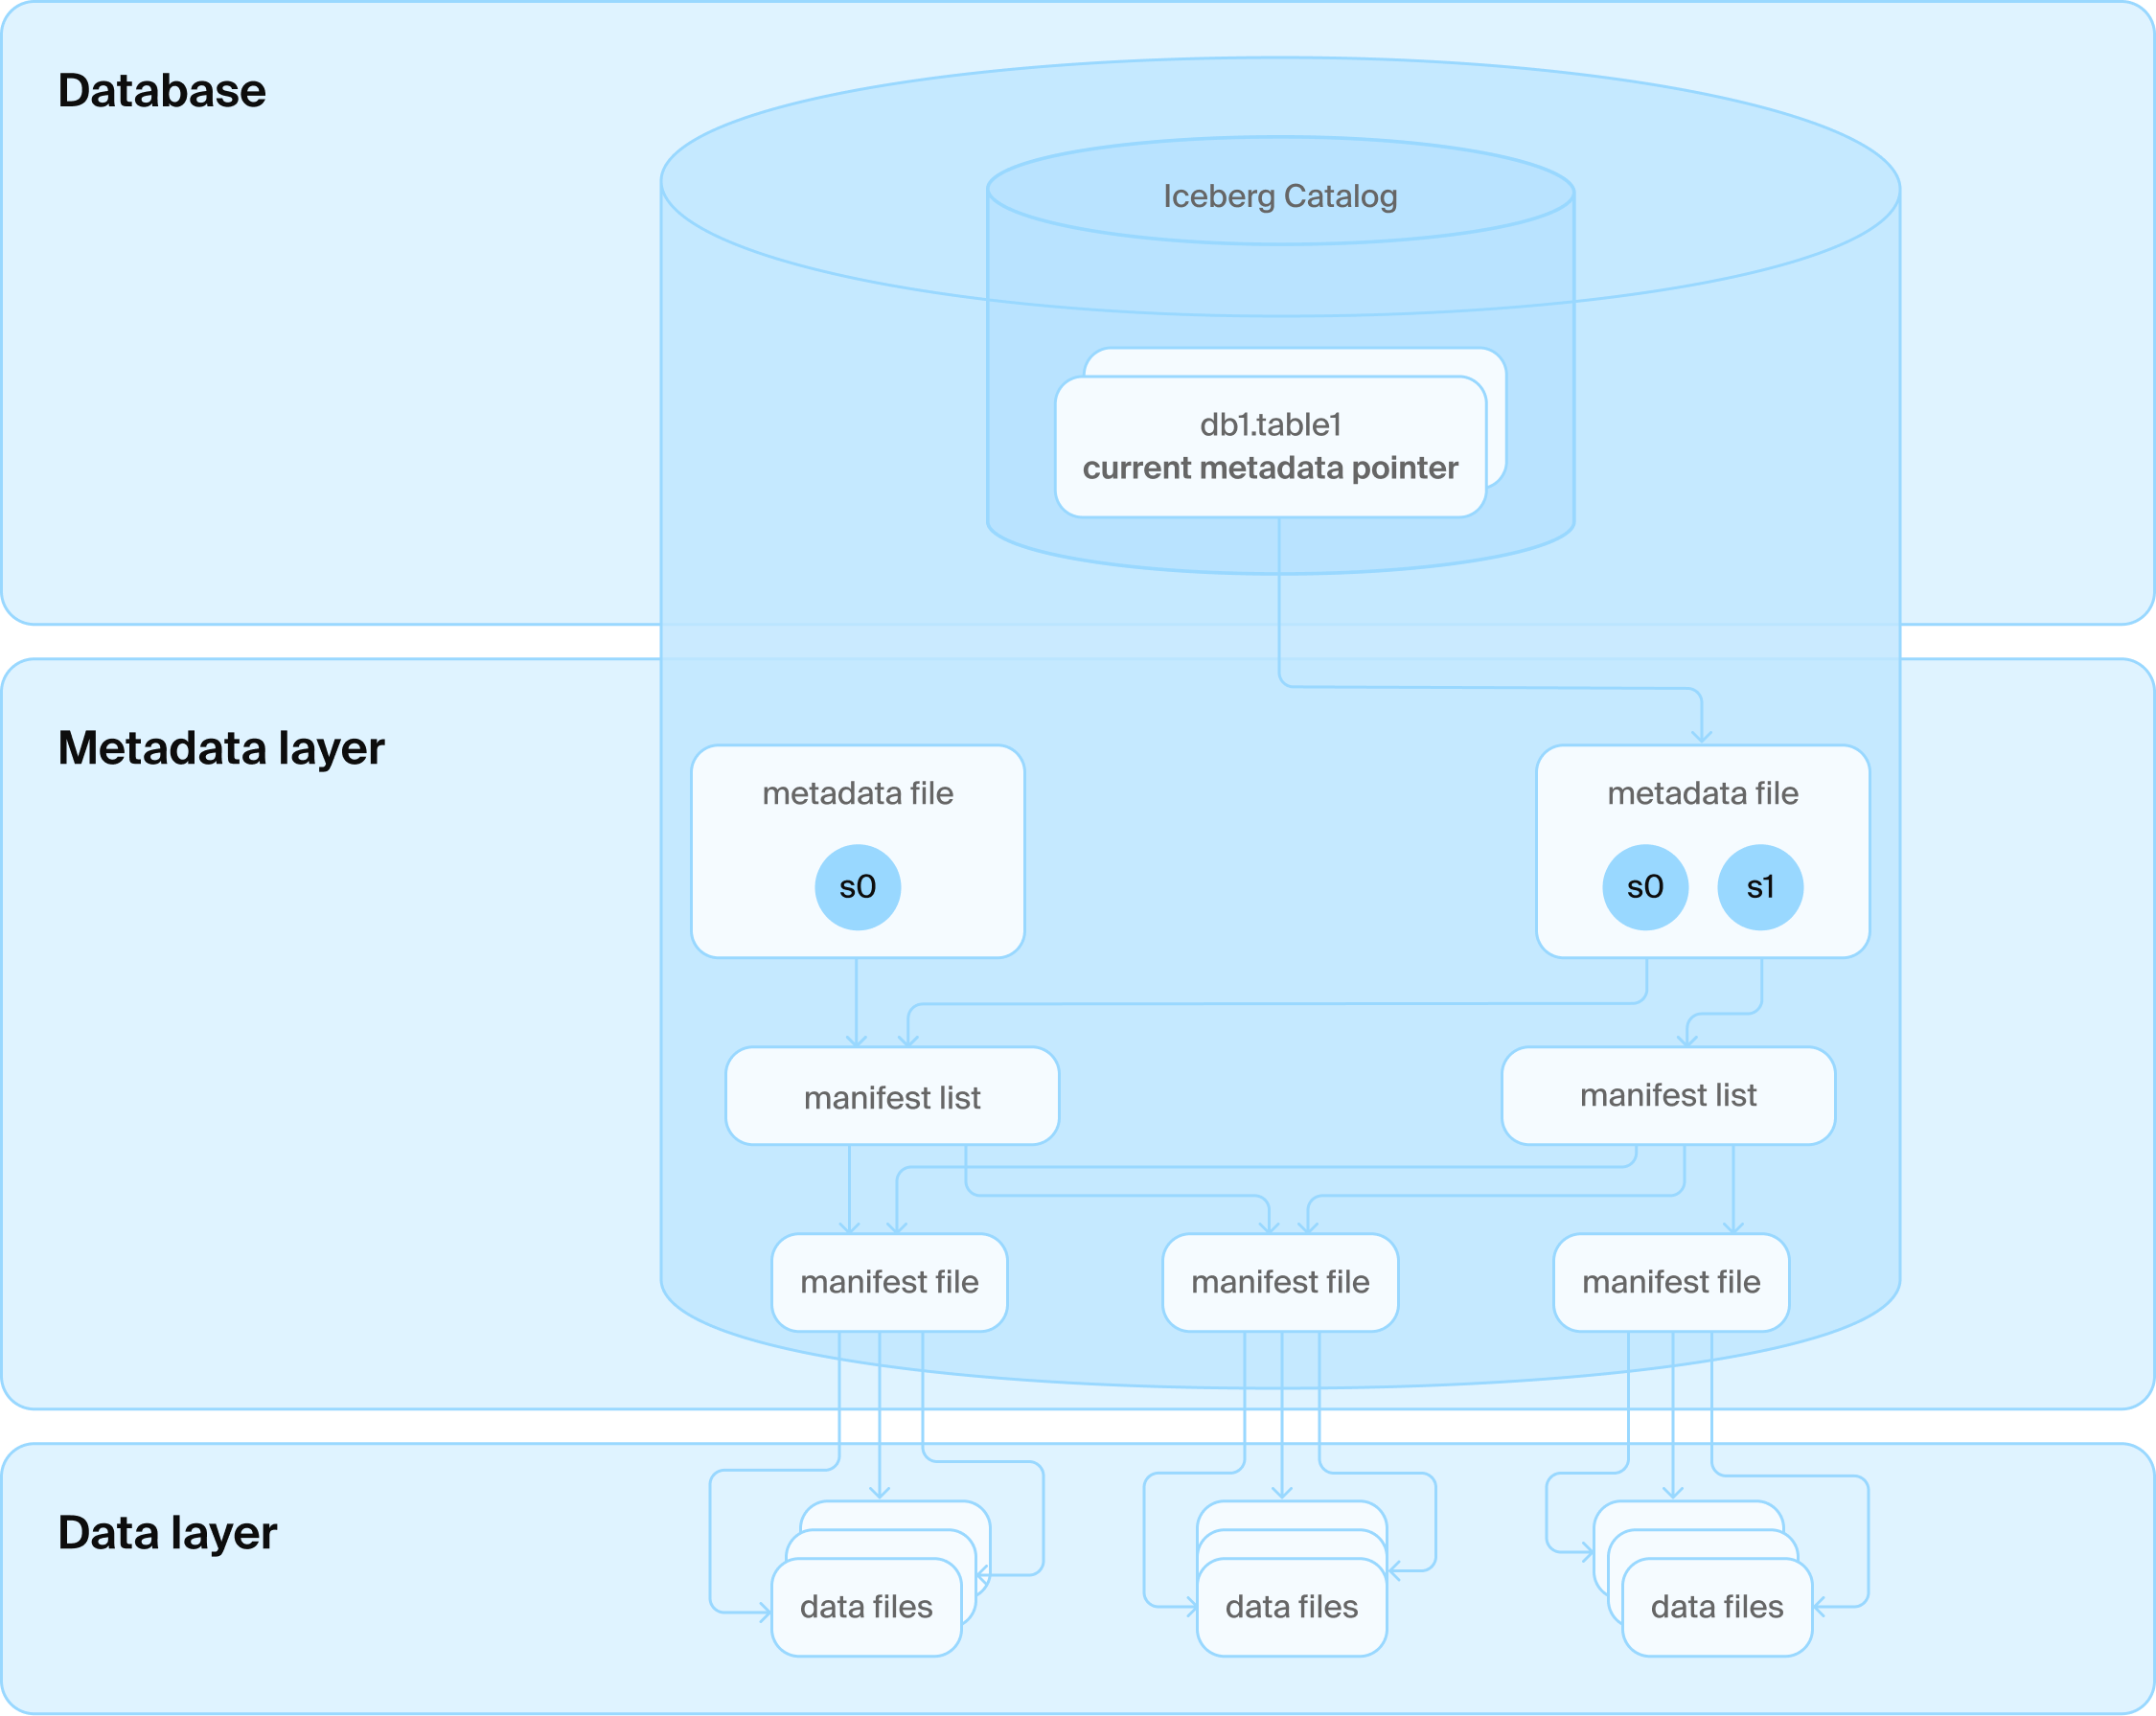 Database
Iceberg Catalog
db1.table1
current metadata pointer
Metadata layer
metadata file
s0
metadata file
s0
s1
manifest list
manifest list
manifest file
manifest file
manifest file
Data layer
data files
data files
data files